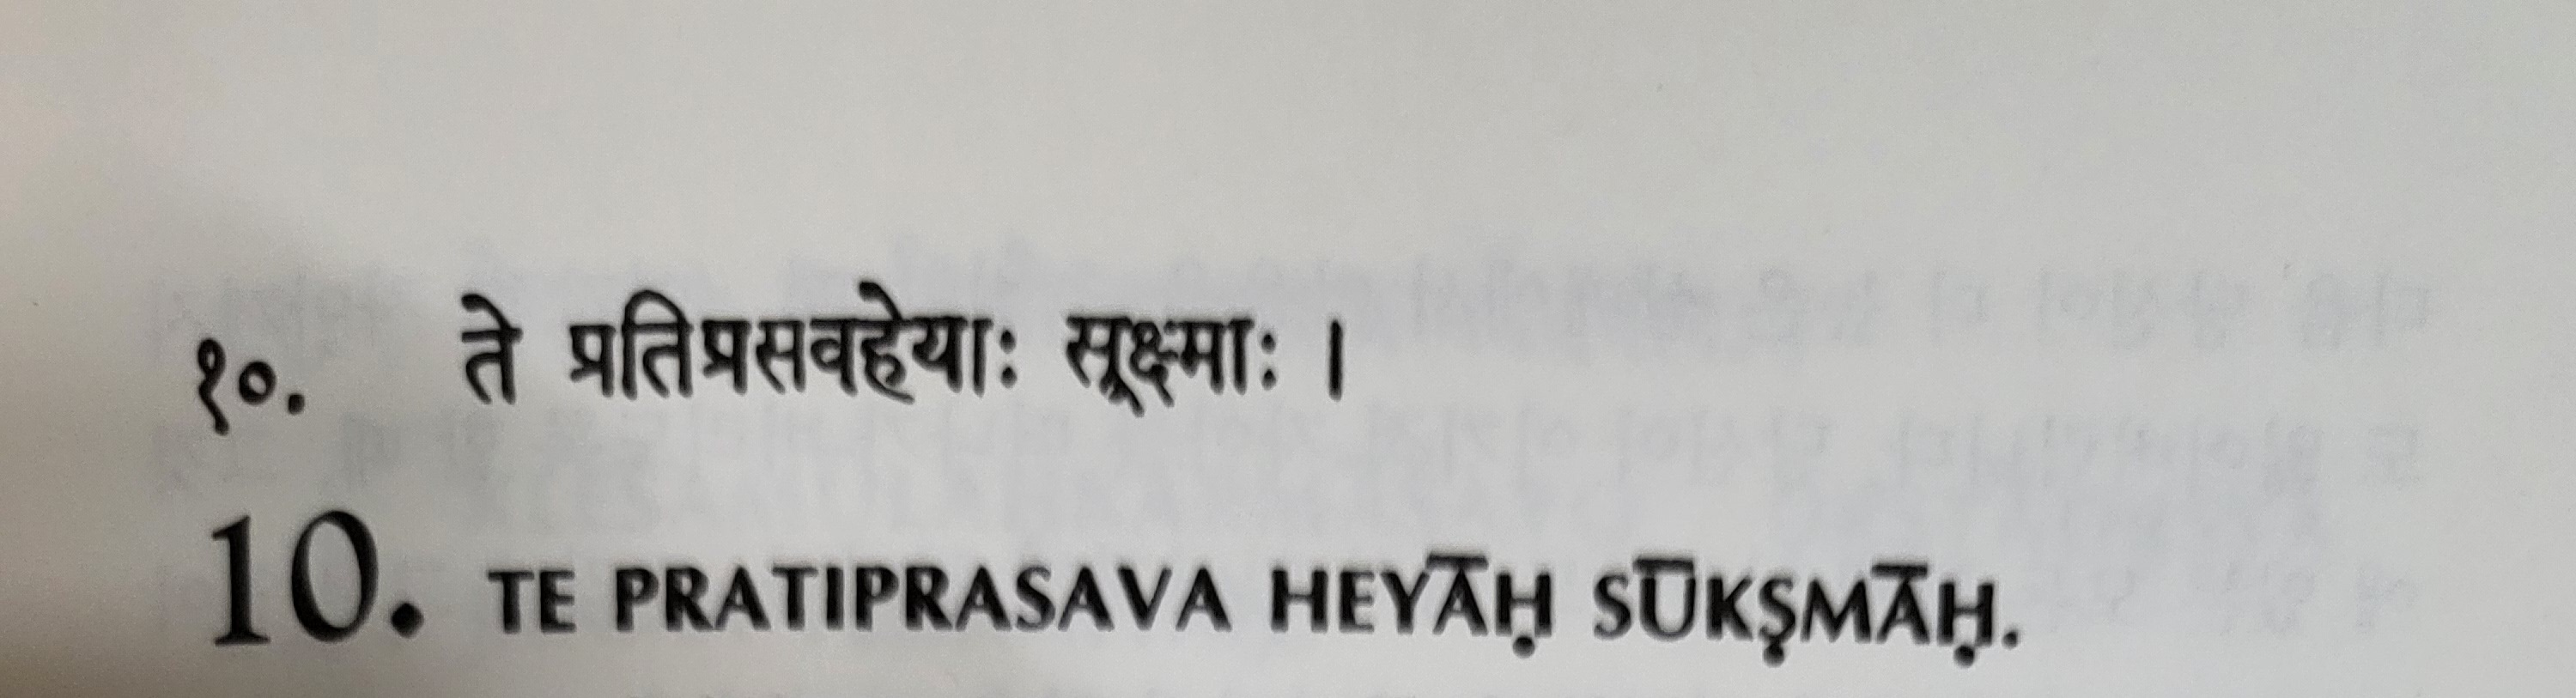 १०. ते प्रतिप्रसवहेयाः सूक्ष्माः ।
10. TE PRATIPRASAVA HEYĀḤ SŪKṢMĀḤ.